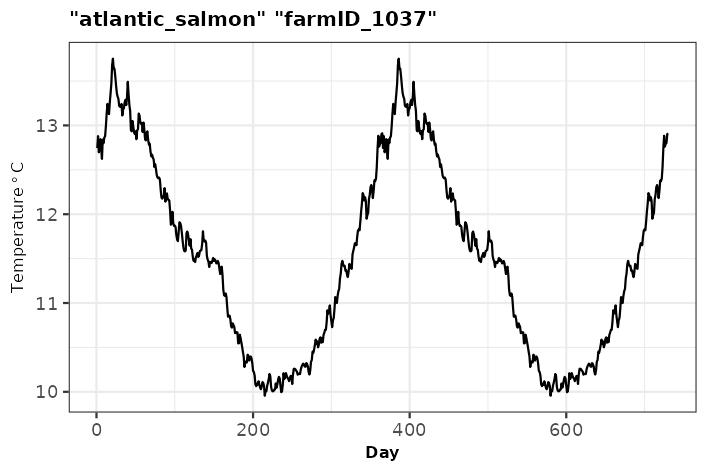 "atlantic_salmon" "farmID_1037"
Temperature ° C
13
12
11
10
0 200 400 600
Day